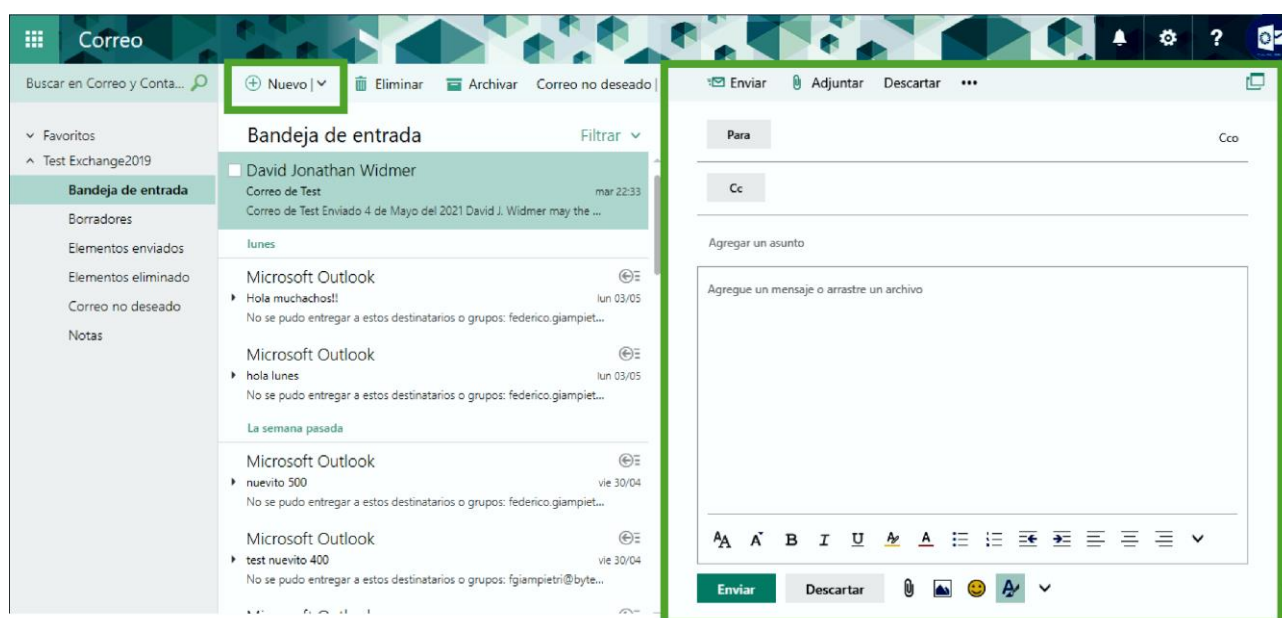 Correo
?
Buscar en Correo y Conta...
Nuevo | Eliminar Archivar Correo no deseado |
Enviar Adjuntar Descartar •••
Favoritos
Test Exchange2019
Bandeja de entrada
Borradores
Elementos enviados
Elementos eliminado
Correo no deseado
Notas
Bandeja de entrada Filtrar
David Jonathan Widmer
Correo de Test mar 22:33
Correo de Test Enviado 4 de Mayo del 2021 David J. Widmer may the ...
lunes
Microsoft Outlook
Hola muchachos!! lun 03/05
No se pudo entregar a estos destinatarios o grupos: federico.giampiet...
Microsoft Outlook
hola lunes lun 03/05
No se pudo entregar a estos destinatarios o grupos: federico.giampiet...
La semana pasada
Microsoft Outlook
nuevito 500 vie 30/04
No se pudo entregar a estos destinatarios o grupos: federico.giampiet...
Microsoft Outlook
test nuevito 400 vie 30/04
No se pudo entregar a estos destinatarios o grupos: fgiampietri@byte...
Para Cco
Cc
Agregar un asunto
Agregue un mensaje o arrastre un archivo
AA A B I U A
Enviar Descartar